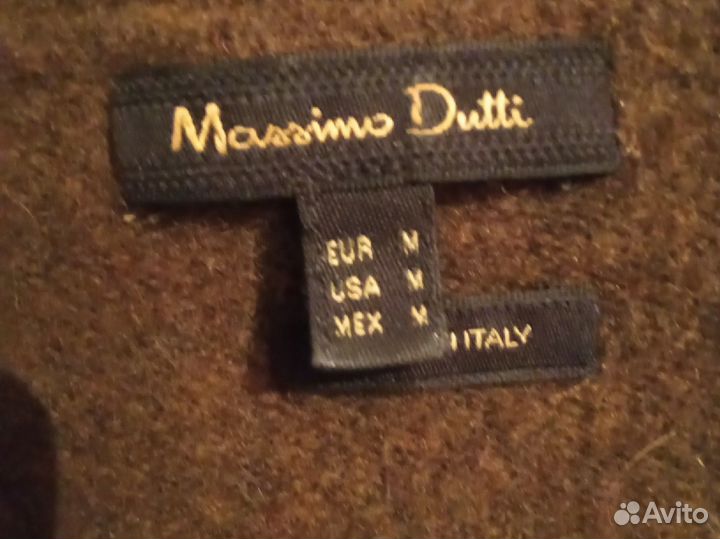 Massimo Dutti
EUR M
USA M
MEX M
ITALY
Avito